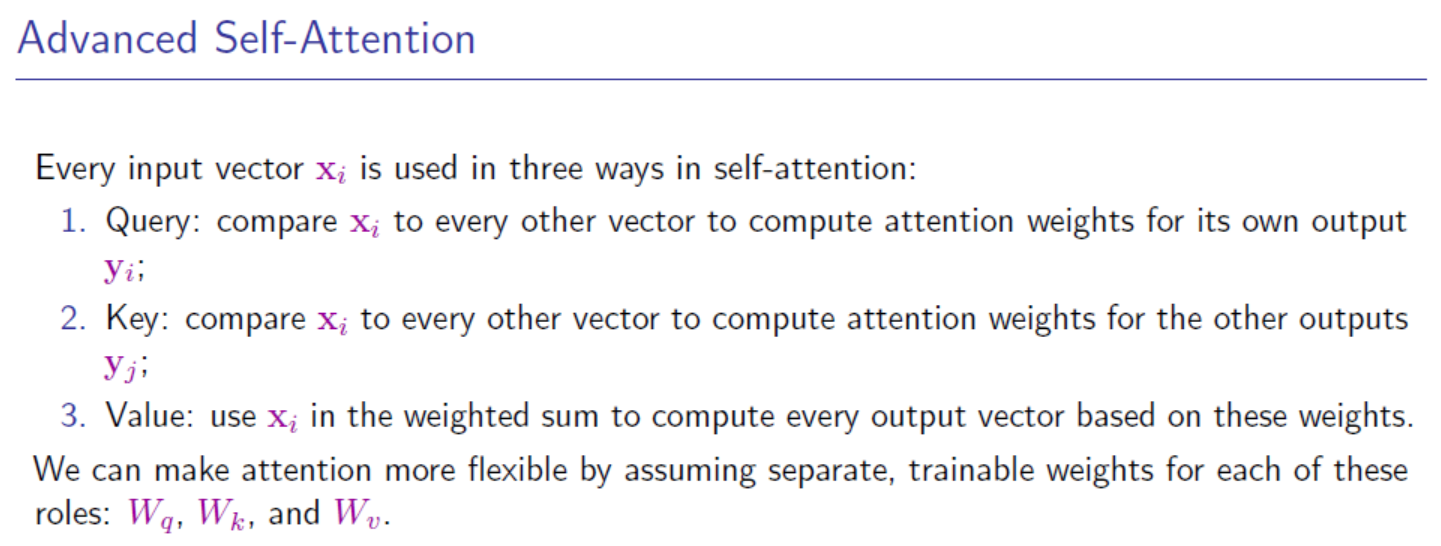 Advanced Self-Attention
Every input vector xᵢ is used in three ways in self-attention:
1. Query: compare xᵢ to every other vector to compute attention weights for its own output
yᵢ;
2. Key: compare xᵢ to every other vector to compute attention weights for the other outputs
yⱼ;
3. Value: use xᵢ in the weighted sum to compute every output vector based on these weights.
We can make attention more flexible by assuming separate, trainable weights for each of these
roles: W_q, W_k, and W_v.